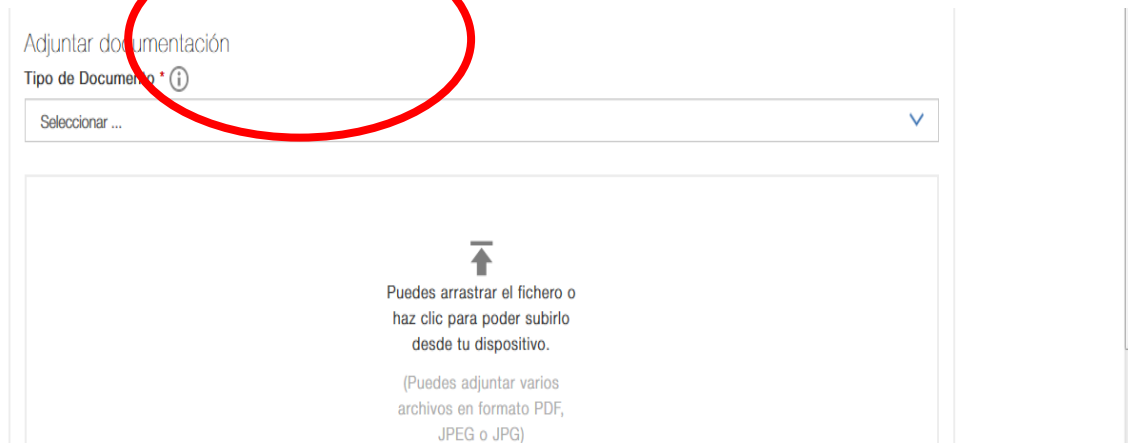 Adjuntar documentación
Tipo de Documento *
Seleccionar ...
Puedes arrastrar el fichero o
haz clic para poder subirlo
desde tu dispositivo.
(Puedes adjuntar varios
archivos en formato PDF,
JPEG o JPG)